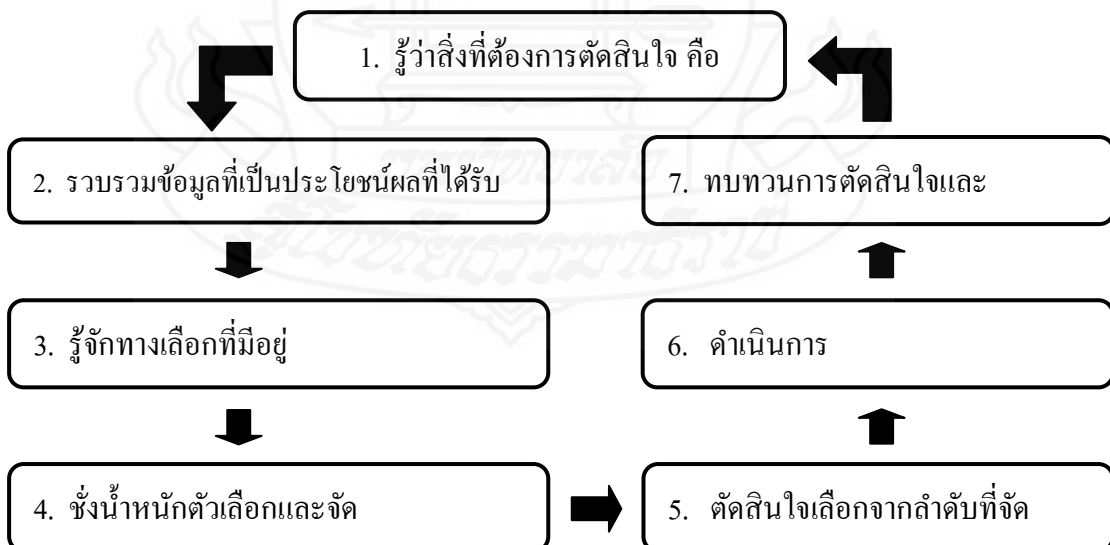 1. รู้ว่าสิ่งที่ต้องการตัดสินใจ คือ
2. รวบรวมข้อมูลที่เป็นประโยชน์ผลที่ได้รับ
3. รู้จักทางเลือกที่มีอยู่
4. ชั่งน้ำหนักตัวเลือกและจัด
5. ตัดสินใจเลือกจากลำดับที่จัด
6. ดำเนินการ
7. ทบทวนการตัดสินใจและ